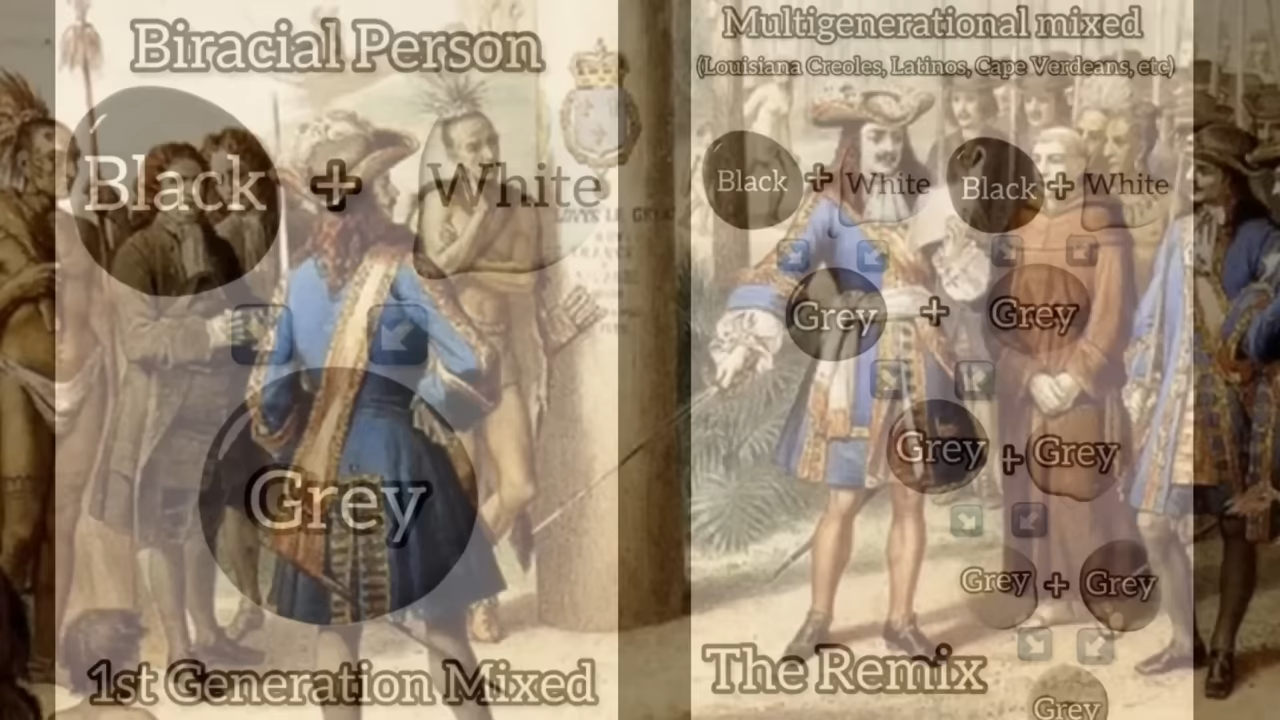 Biracial Person
Black + White
Grey
1st Generation Mixed
Multigenerational mixed
(Louisiana Creoles, Latinos, Cape Verdeans, etc)
Black + White Black + White
Grey + Grey
Grey + Grey
Grey + Grey
Grey
The Remix